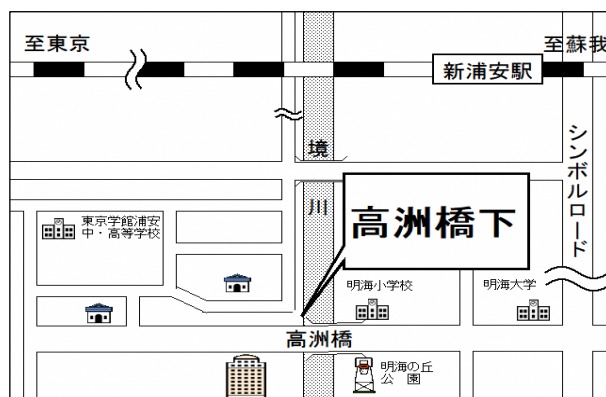 至東京
至蘇我
新浦安駅
シンボルロード
境川
高洲橋下
東京学館浦安
中・高等学校
明海小学校
明海大学
高洲橋
明海の丘
公園